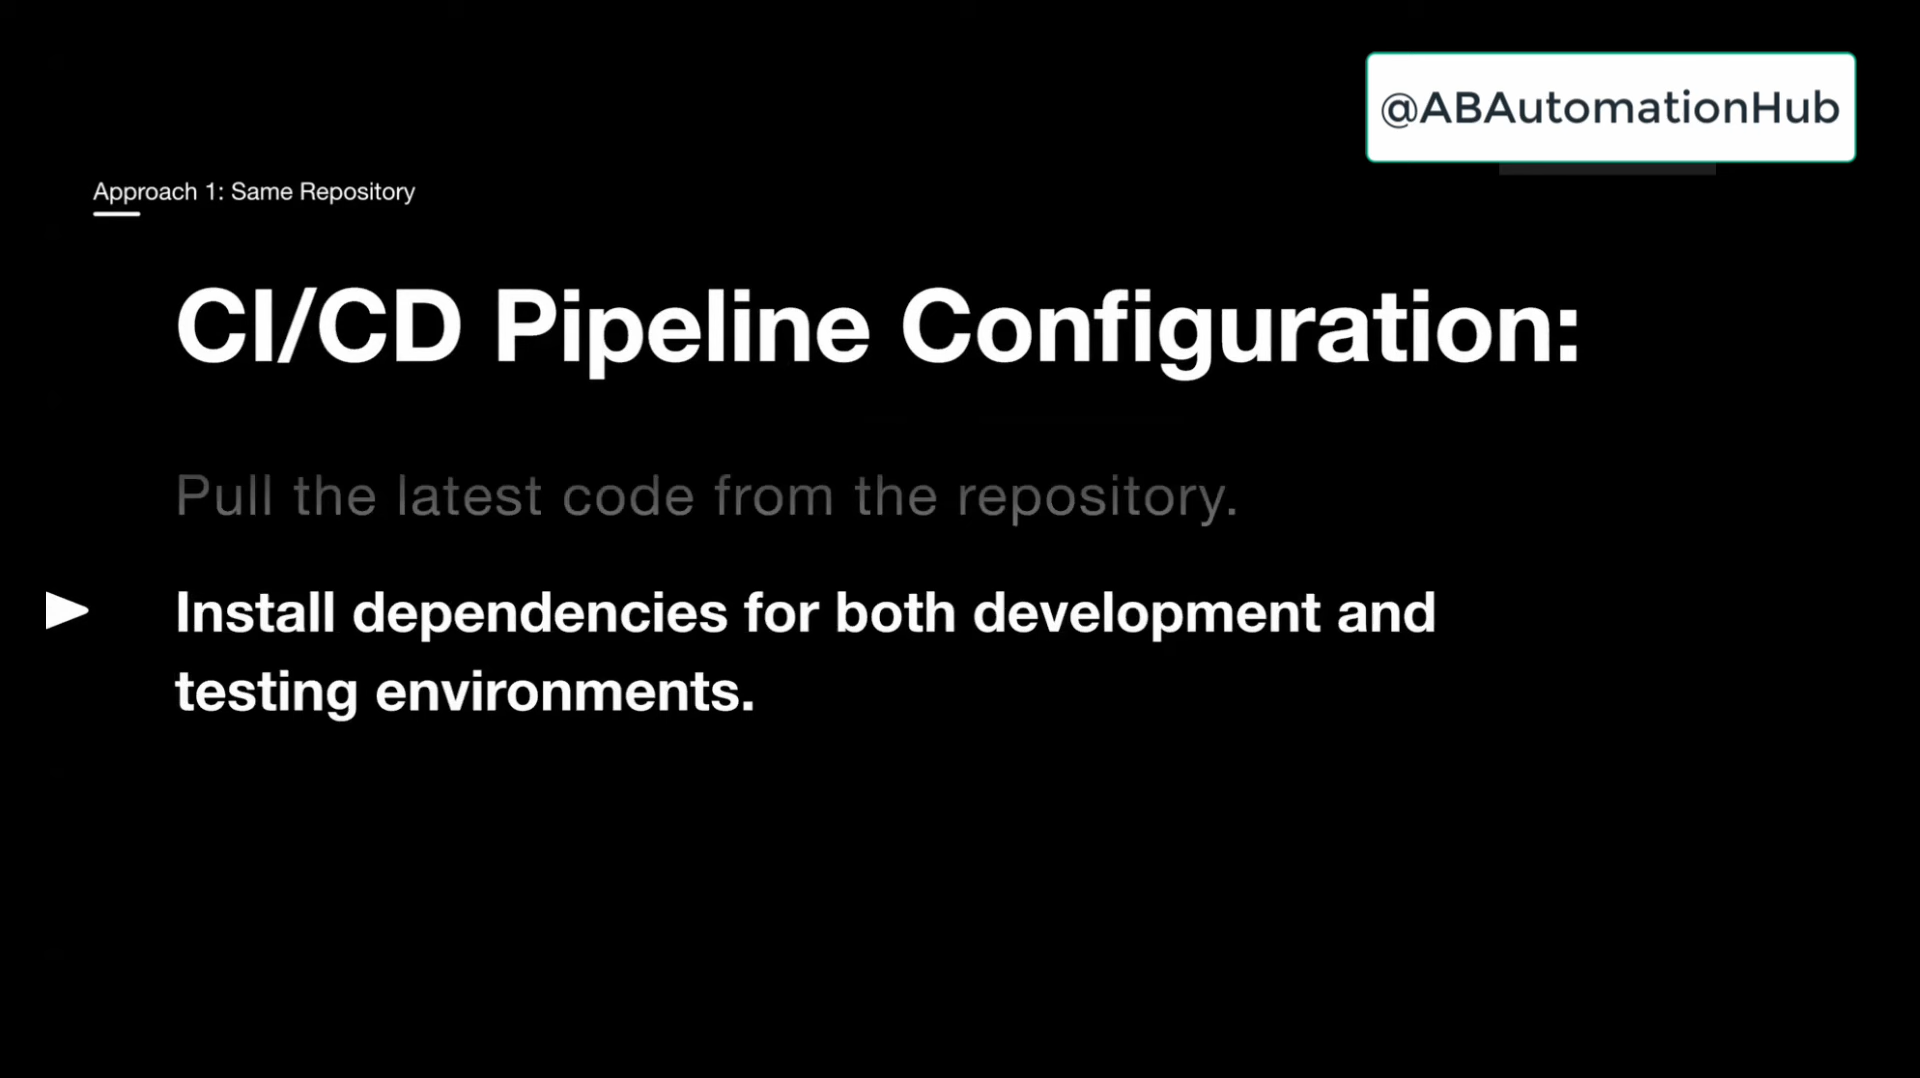 @ABAutomationHub
Approach 1: Same Repository
CI/CD Pipeline Configuration:
Pull the latest code from the repository.
Install dependencies for both development and
testing environments.